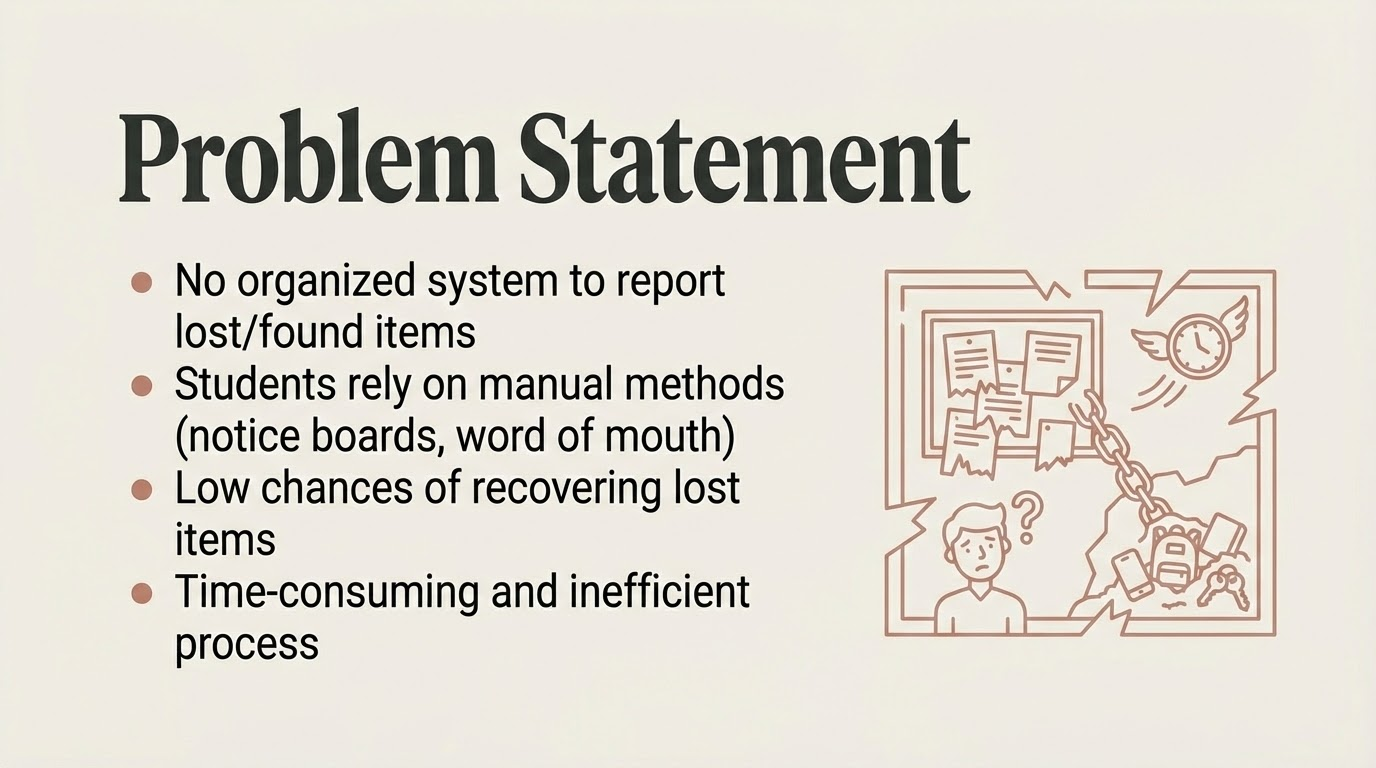 Problem Statement
● No organized system to report
lost/found items
● Students rely on manual methods
(notice boards, word of mouth)
● Low chances of recovering lost
items
● Time-consuming and inefficient
process
?